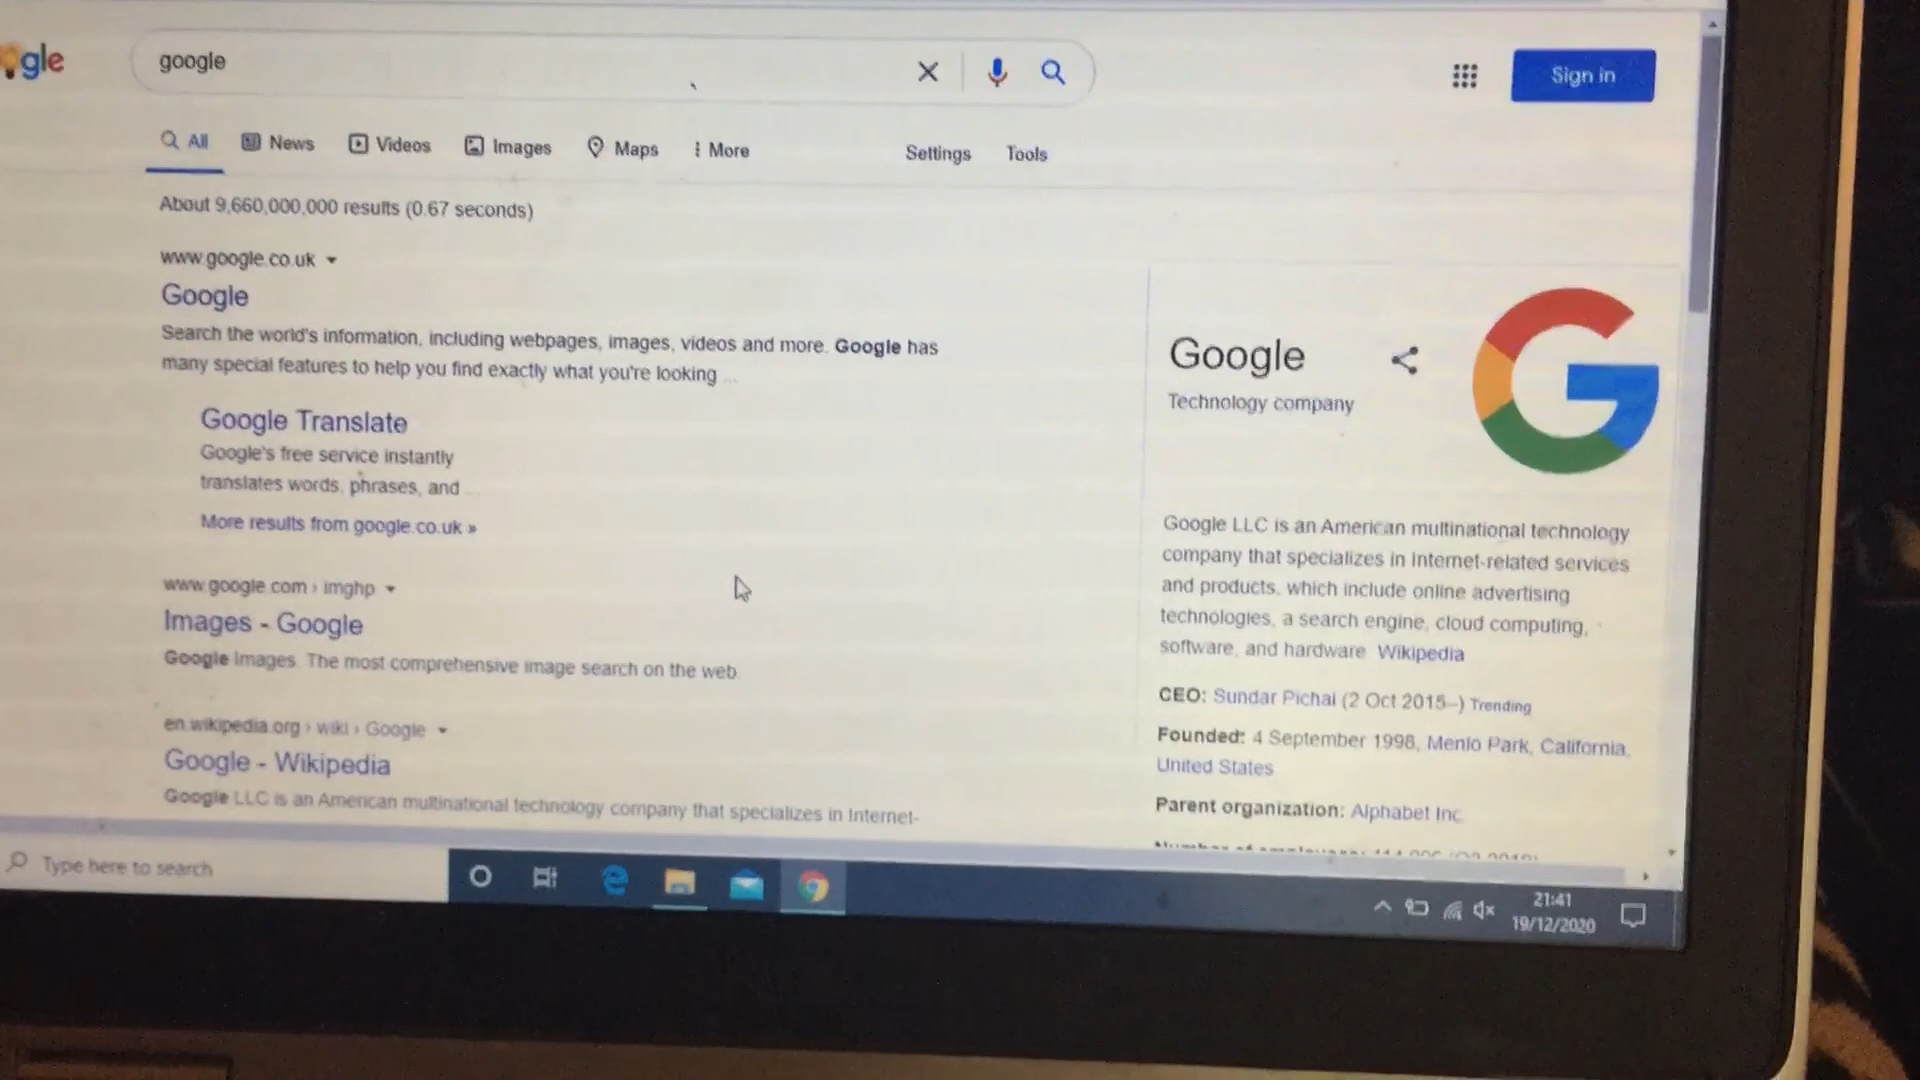 gle
google
Sign in
All News Videos Images Maps More Settings Tools
About 9,660,000,000 results (0.67 seconds)
www.google.co.uk
Google
Search the world's information, including webpages, images, videos and more. Google has
many special features to help you find exactly what you're looking ...
Google Translate
Google's free service instantly
translates words, phrases, and ...
More results from google.co.uk »
www.google.com › imghp
Images - Google
Google Images. The most comprehensive image search on the web.
en.wikipedia.org › wiki › Google
Google - Wikipedia
Google LLC is an American multinational technology company that specializes in Internet-
Google
Technology company
Google LLC is an American multinational technology
company that specializes in Internet-related services
and products, which include online advertising
technologies, a search engine, cloud computing,
software, and hardware. Wikipedia
CEO: Sundar Pichai (2 Oct 2015–) Trending
Founded: 4 September 1998, Menlo Park, California,
United States
Parent organization: Alphabet Inc.
Type here to search
21:41
19/12/2020